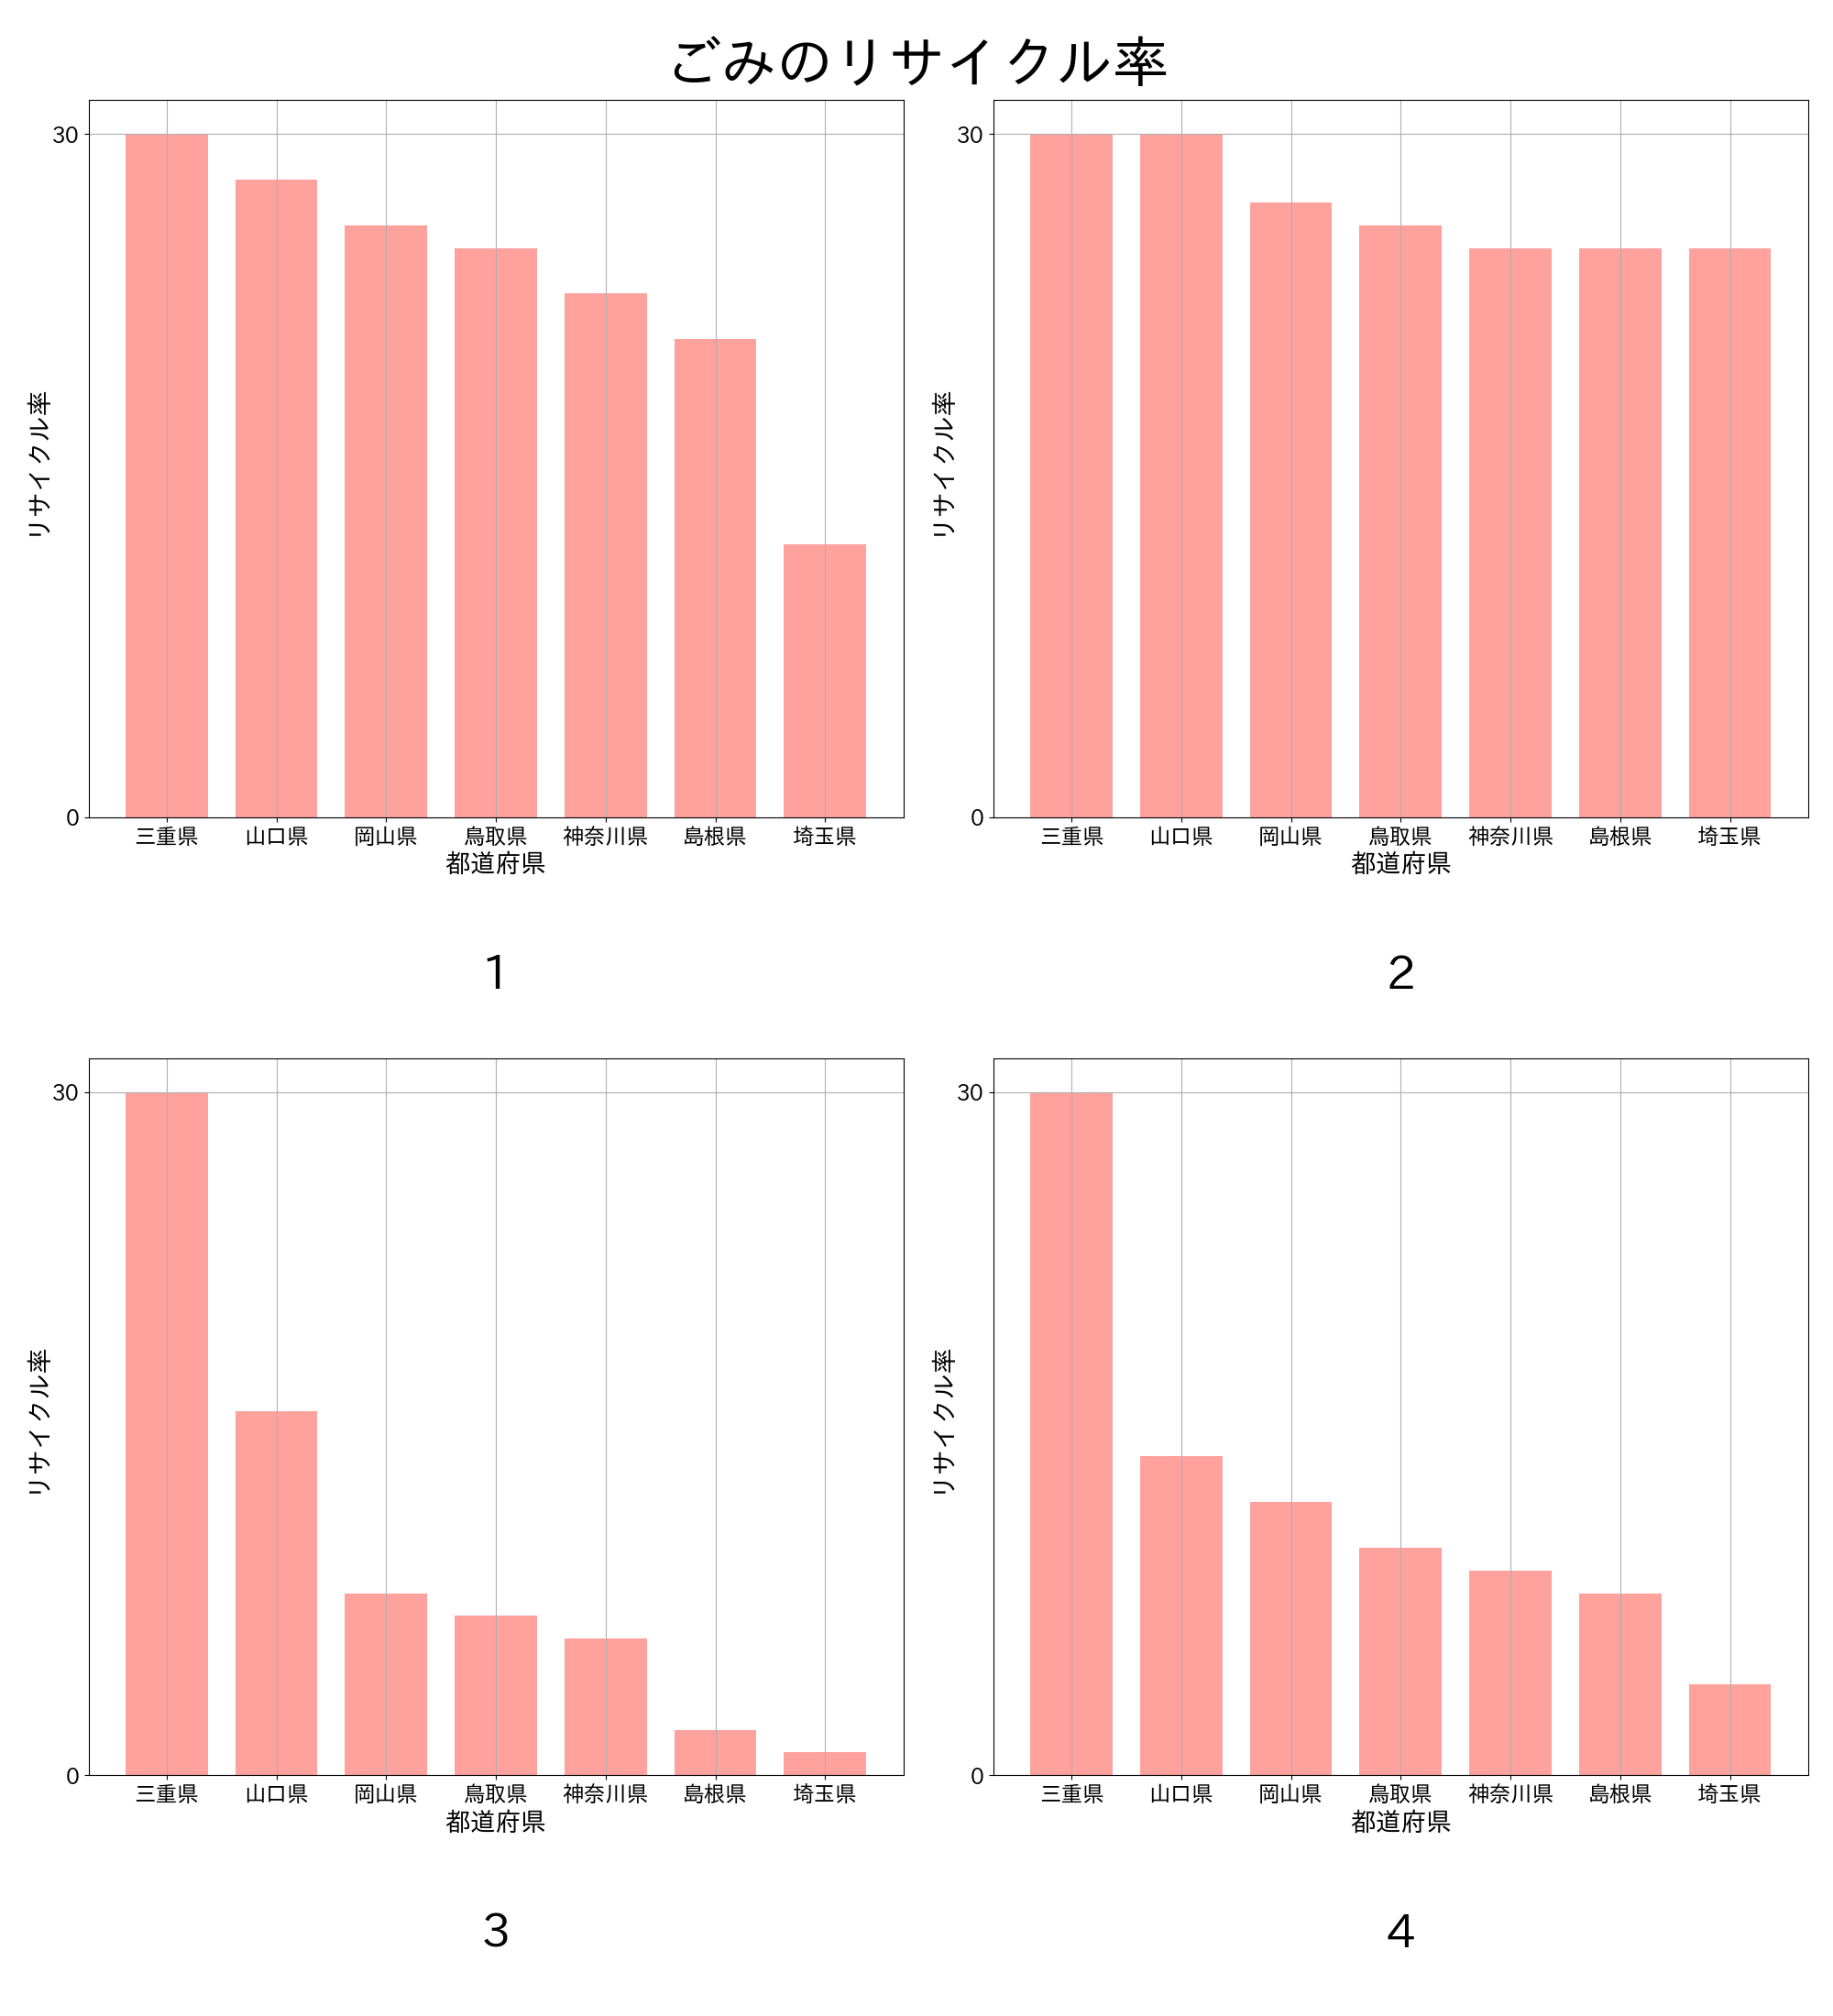 ごみのリサイクル率
30
0
リサイクル率
三重県 山口県 岡山県 鳥取県 神奈川県 島根県 埼玉県
都道府県
1
30
0
リサイクル率
三重県 山口県 岡山県 鳥取県 神奈川県 島根県 埼玉県
都道府県
2
30
0
リサイクル率
三重県 山口県 岡山県 鳥取県 神奈川県 島根県 埼玉県
都道府県
3
30
0
リサイクル率
三重県 山口県 岡山県 鳥取県 神奈川県 島根県 埼玉県
都道府県
4